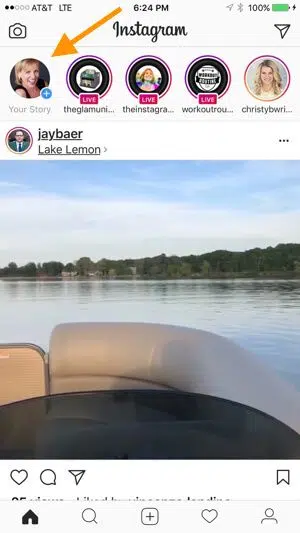 AT&T LTE 6:24 PM 100%
Instagram
LIVE LIVE LIVE
Your Story theglamuni... theinstagra... workoutrou... christybwri...
jaybaer
Lake Lemon >